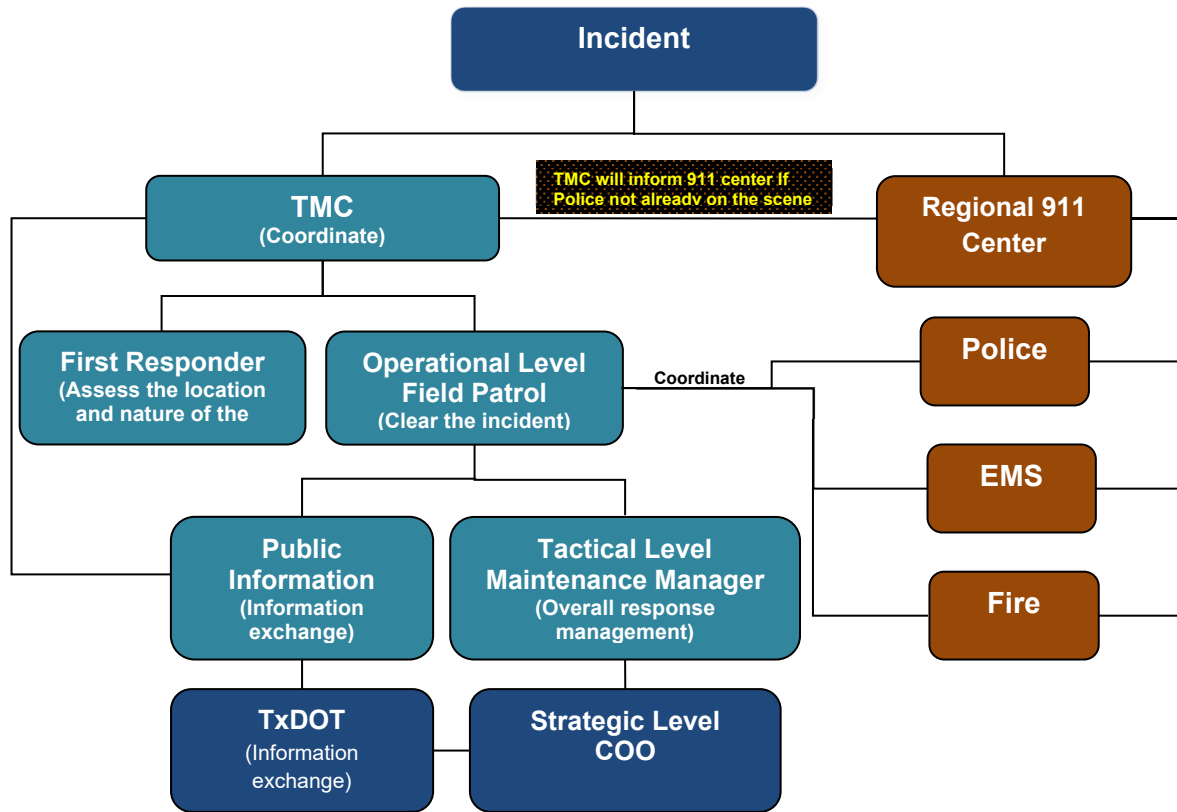 Incident
TMC will inform 911 center If
Police not already on the scene
TMC
(Coordinate)
Regional 911
Center
First Responder
(Assess the location
and nature of the
Operational Level
Field Patrol
(Clear the incident)
Coordinate
Police
EMS
Public
Information
(Information
exchange)
Tactical Level
Maintenance Manager
(Overall response
management)
Fire
TxDOT
(Information
exchange)
Strategic Level
COO